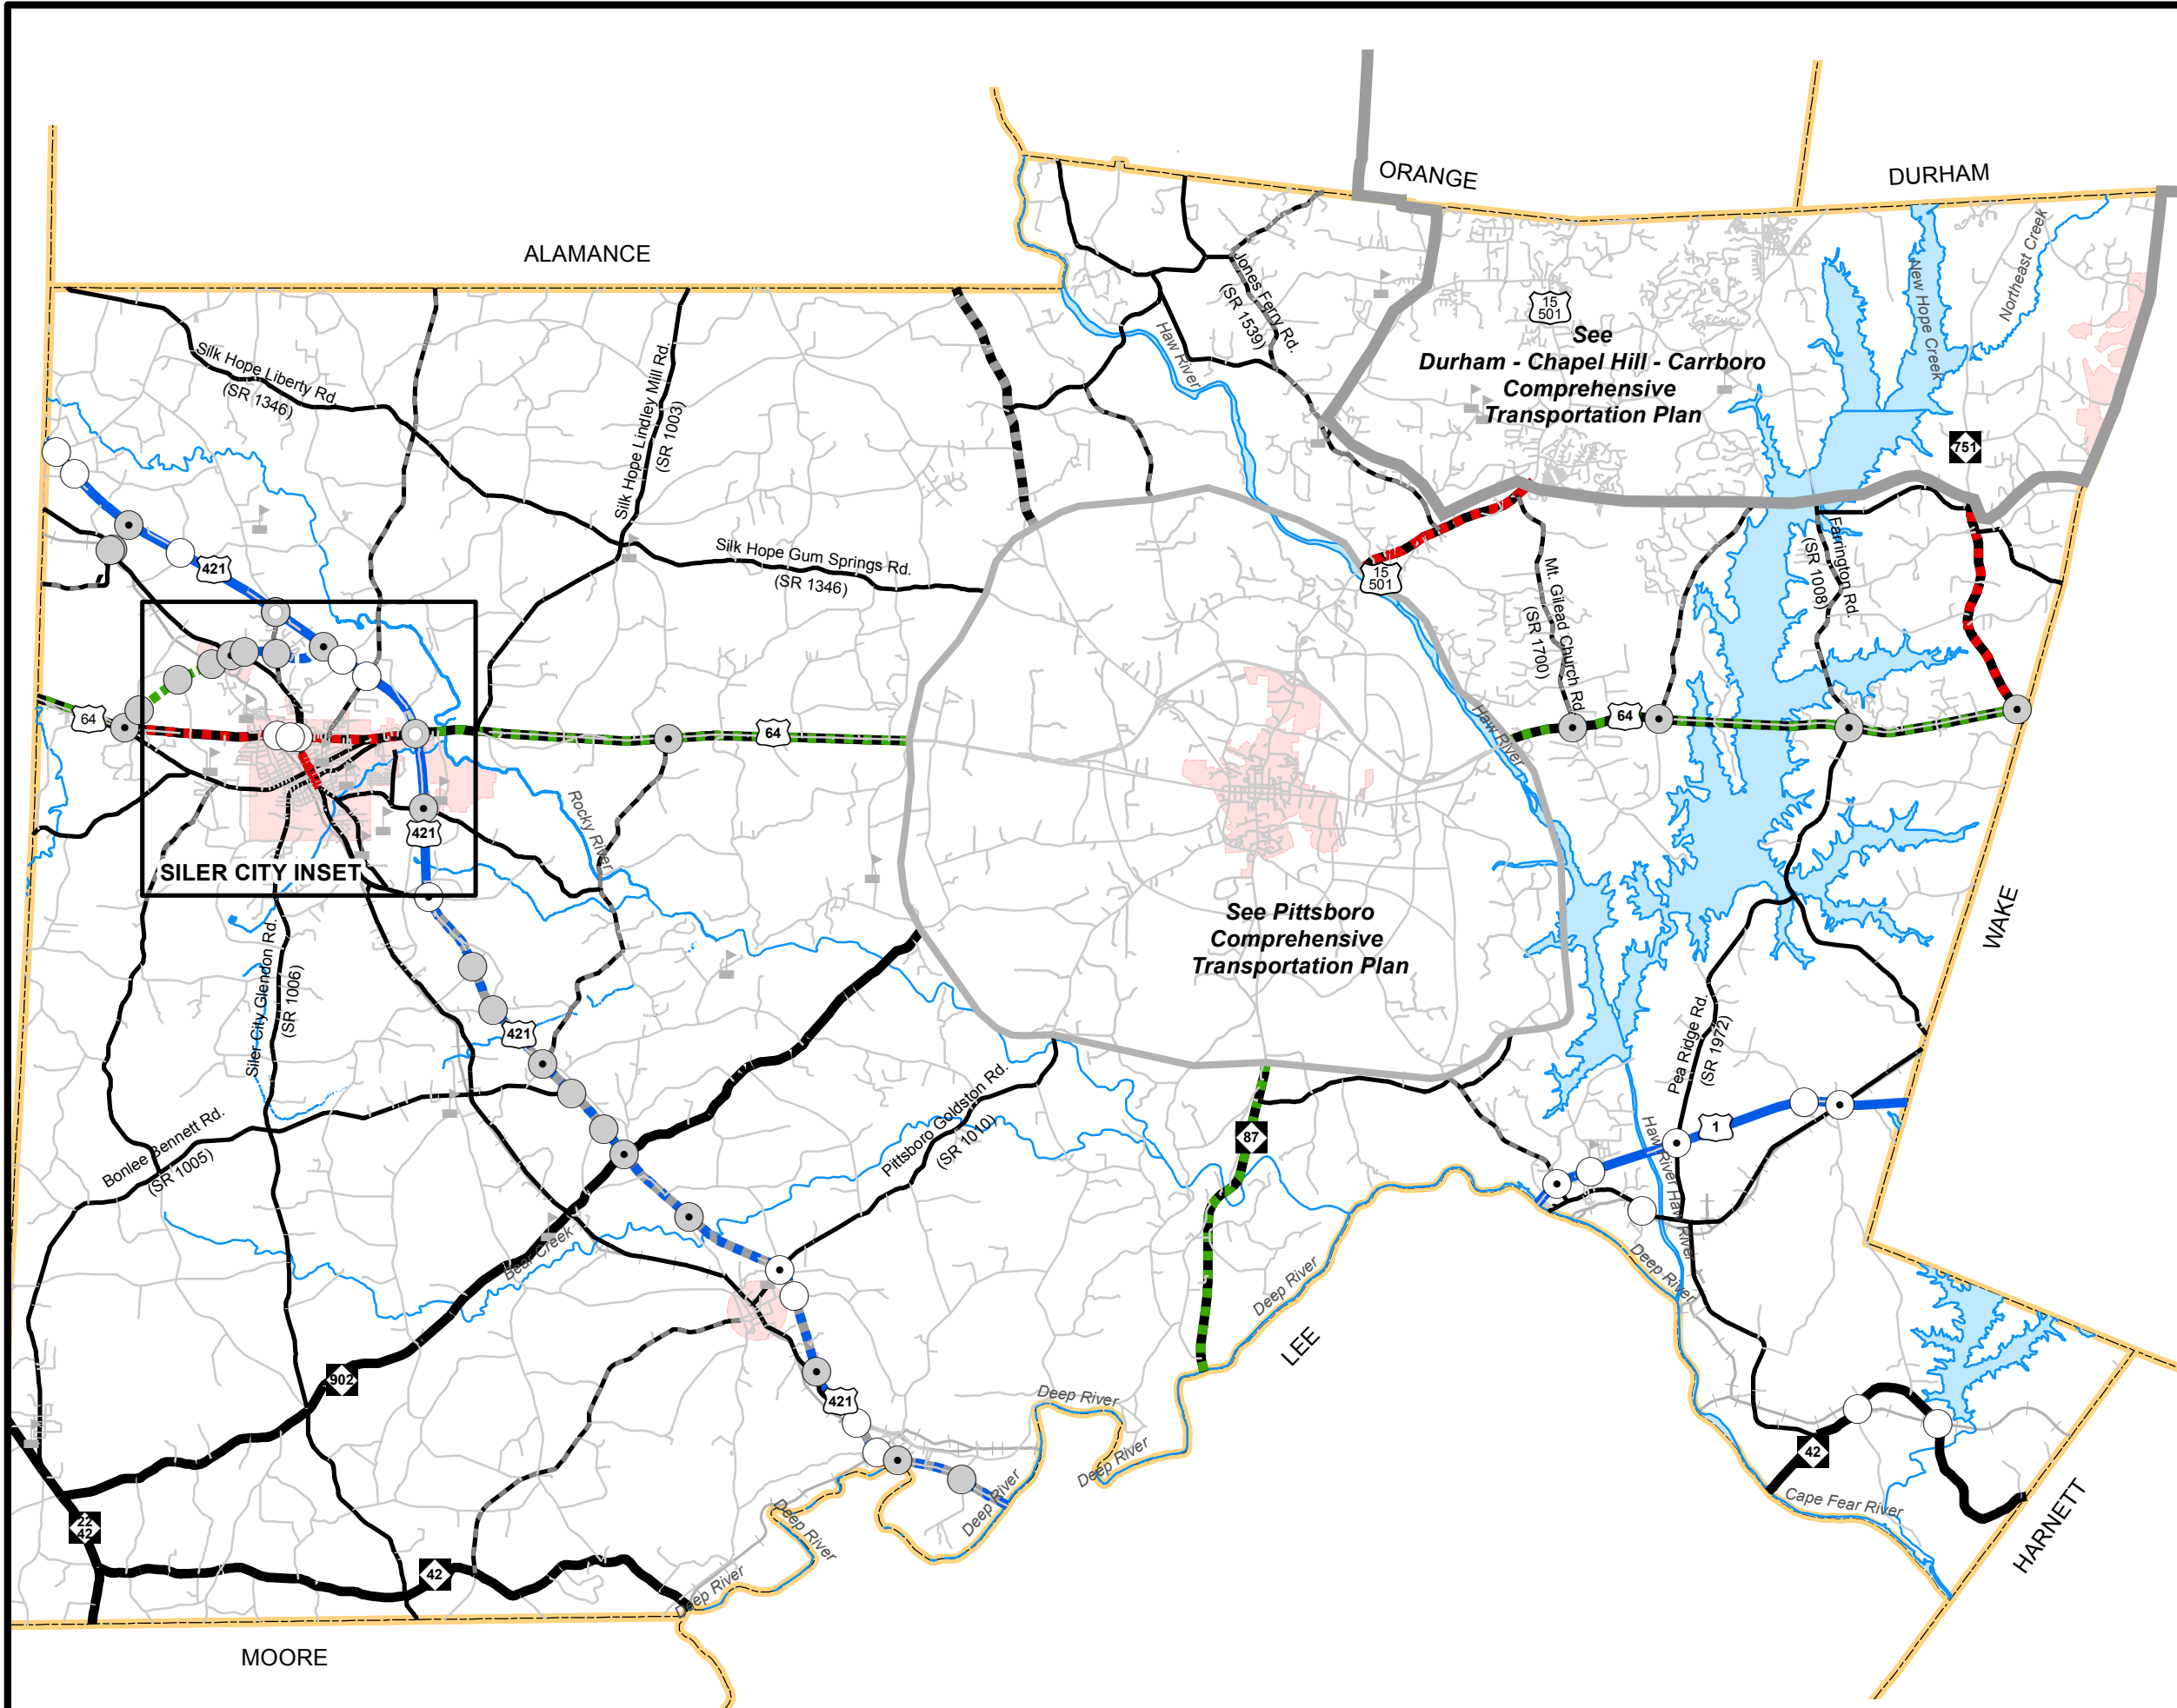 ORANGE
DURHAM
ALAMANCE
Jones Ferry Rd.
(SR 1539)
Haw River
New Hope Creek
Northeast Creek
15
501
See
Durham - Chapel Hill - Carrboro
Comprehensive
Transportation Plan
751
Silk Hope Liberty Rd.
(SR 1346)
Silk Hope Lindley Mill Rd.
(SR 1003)
421
Silk Hope Gum Springs Rd.
(SR 1346)
15
501
Mt. Gilead Church Rd.
(SR 1700)
Farrington Rd.
(SR 1008)
64
64
64
Haw River
Rocky River
421
SILER CITY INSET
See Pittsboro
Comprehensive
Transportation Plan
WAKE
Siler City Glendon Rd.
(SR 1006)
421
Pea Ridge Rd.
(SR 1972)
1
Bonlee Bennett Rd.
(SR 1005)
Pittsboro Goldston Rd.
(SR 1010)
87
Haw River
Haw River
Bear Creek
Deep River
Deep River
LEE
902
421
Deep River
Deep River
Deep River
42
Cape Fear River
22
42
42
Deep River
Deep River
HARNETT
MOORE